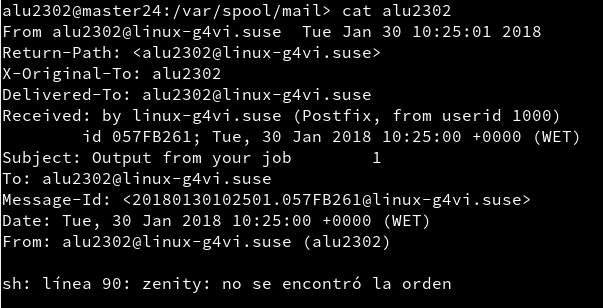 alu2302@master24:/var/spool/mail> cat alu2302
From alu2302@linux-g4vi.suse  Tue Jan 30 10:25:01 2018
Return-Path: <alu2302@linux-g4vi.suse>
X-Original-To: alu2302
Delivered-To: alu2302@linux-g4vi.suse
Received: by linux-g4vi.suse (Postfix, from userid 1000)
        id 057FB261; Tue, 30 Jan 2018 10:25:00 +0000 (WET)
Subject: Output from your job        1
To: alu2302@linux-g4vi.suse
Message-Id: <20180130102501.057FB261@linux-g4vi.suse>
Date: Tue, 30 Jan 2018 10:25:00 +0000 (WET)
From: alu2302@linux-g4vi.suse (alu2302)

sh: línea 90: zenity: no se encontró la orden